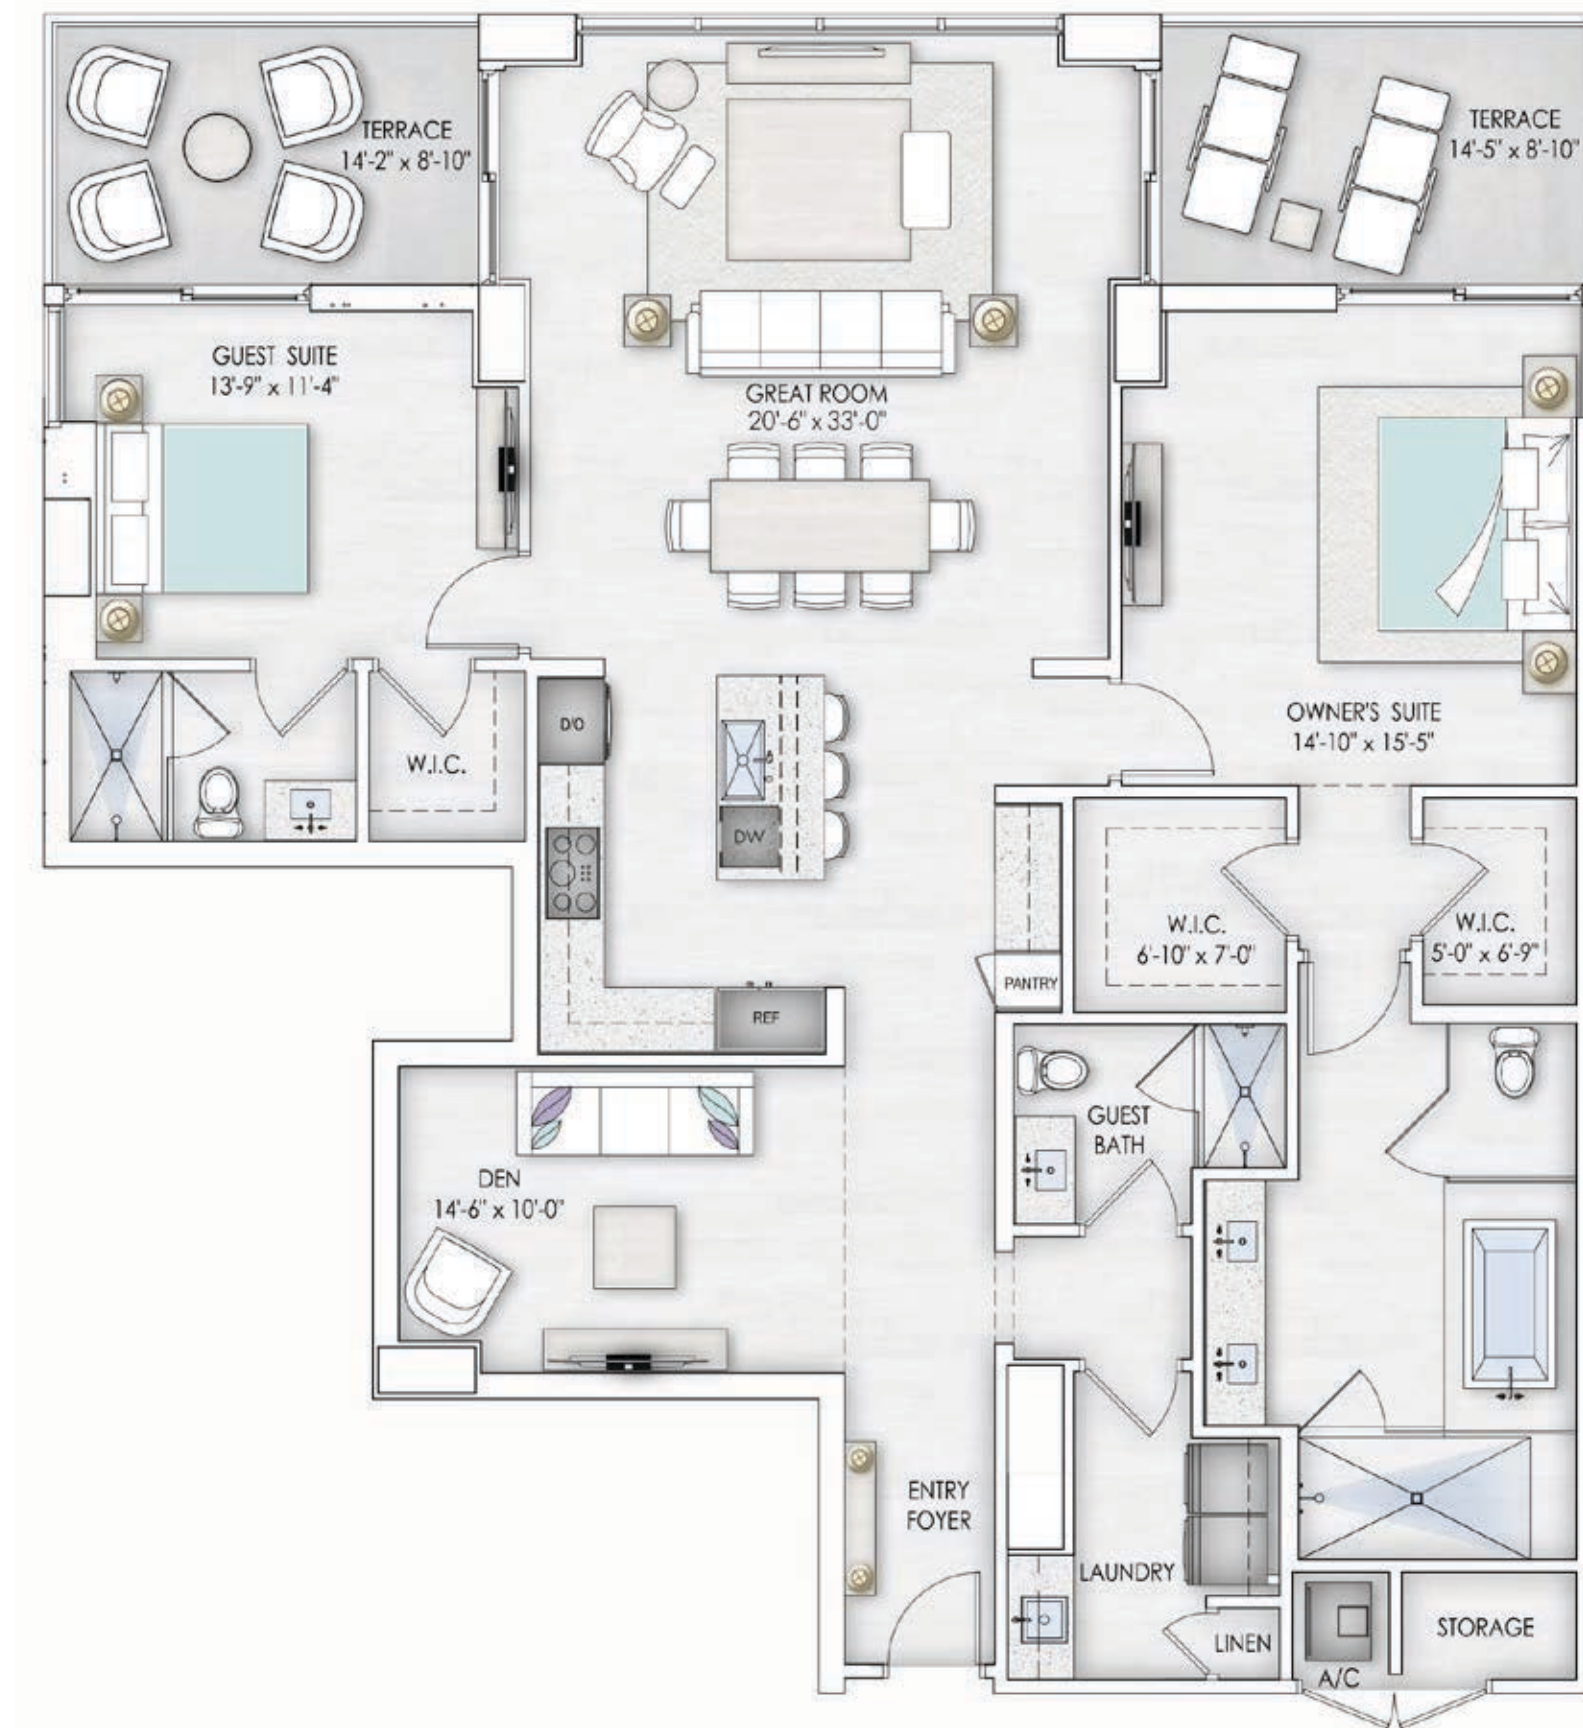 TERRACE
14'-2" x 8'-10"
TERRACE
14'-5" x 8'-10"
GUEST SUITE
13'-9" x 11'-4"
GREAT ROOM
20'-6" x 33'-0"
OWNER'S SUITE
14'-10" x 15'-5"
D/O
W.I.C.
DW
W.I.C.
6'-10" x 7'-0"
W.I.C.
5'-0" x 6'-9"
PANTRY
REF
GUEST
BATH
DEN
14'-6" x 10'-0"
ENTRY
FOYER
LAUNDRY
LINEN
STORAGE
A/C